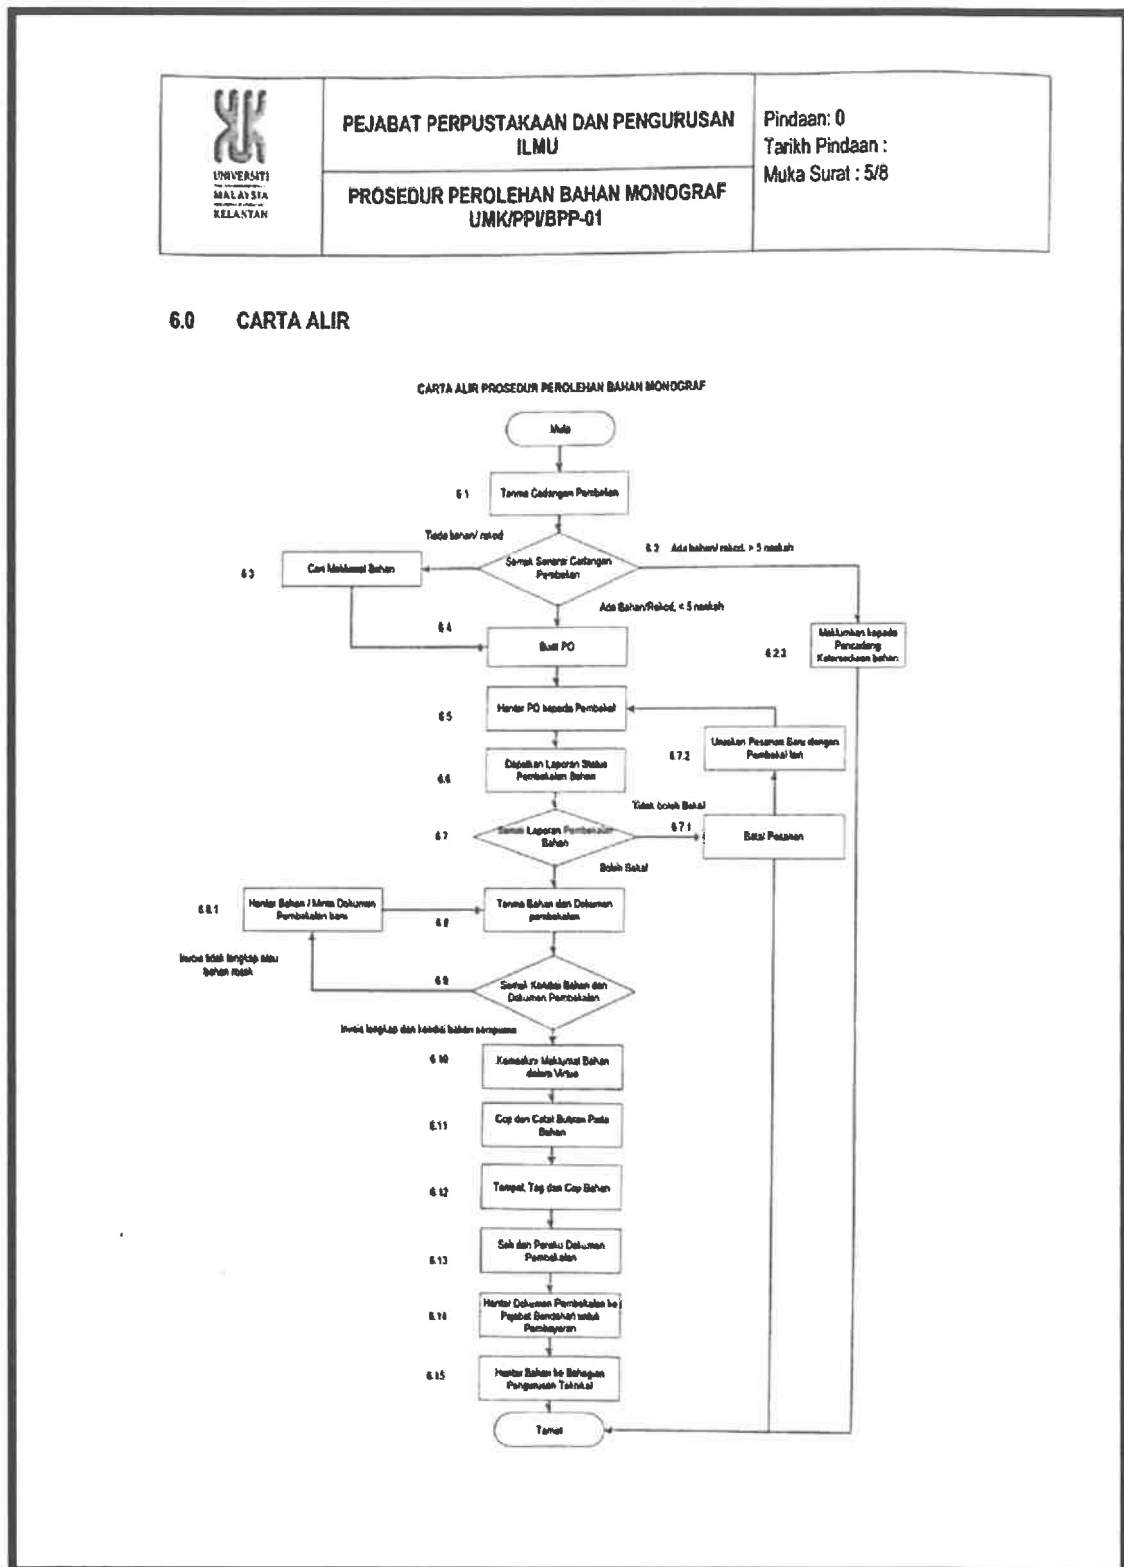 UNIVERSITI
MALAYSIA
KELANTAN
PEJABAT PERPUSTAKAAN DAN PENGURUSAN
ILMU
PROSEDUR PEROLEHAN BAHAN MONOGRAF
UMK/PPI/BPP-01
Pindaan: 0
Tarikh Pindaan :
Muka Surat : 5/8
6.0 CARTA ALIR
CARTA ALIR PROSEDUR PEROLEHAN BAHAN MONOGRAF
Mula
6.1
Terima Cadangan Pembelian
Tiada bahan/ rekod
6.2 Ada bahan/ rekod, > 5 naskah
Semak Senarai Cadangan
Pembelian
6.3
Cari Maklumat Bahan
Ada Bahan/Rekod, < 5 naskah
6.4
Buat PO
6.2.2
Maklumkan kepada
Pencadang
Ketersediaan bahan
6.5
Hantar PO kepada Pembekal
6.7.2
Uruskan Pesanan Baru dengan
Pembekal lain
6.6
Dapatkan Laporan Status
Pembekalan Bahan
Tidak boleh Bekal
6.7
Semak Laporan Pembekalan
Bahan
6.7.1
Batal Pesanan
Boleh Bekal
6.8.1
Hantar Bahan / Minta Dokumen
Pembekalan baru
6.8
Terima Bahan dan Dokumen
pembekalan
Invois tidak lengkap atau
bahan rosak
6.9
Semak Kondisi Bahan dan
Dokumen Pembekalan
Invois lengkap dan kondisi bahan sempurna
6.10
Kemaskini Maklumat Bahan
dalam Virtua
6.11
Cop dan Catat Butiran Pada
Bahan
6.12
Tampal, Tag dan Cop Bahan
6.13
Sah dan Peraku Dokumen
Pembekalan
6.14
Hantar Dokumen Pembekalan ke
Pejabat Bendahari untuk
Pembayaran
6.15
Hantar Bahan ke Bahagian
Pengurusan Teknikal
Tamat